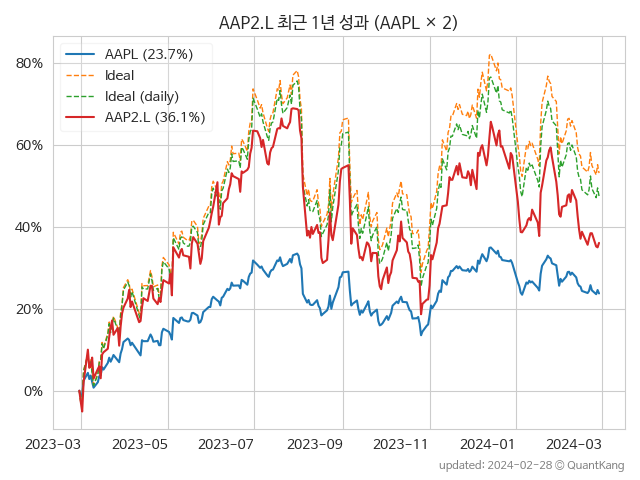 AAP2.L 최근 1년 성과 (AAPL × 2)
AAPL (23.7%)
Ideal
Ideal (daily)
AAP2.L (36.1%)
80%
60%
40%
20%
0%
2023-03 2023-05 2023-07 2023-09 2023-11 2024-01 2024-03
updated: 2024-02-28 © QuantKang